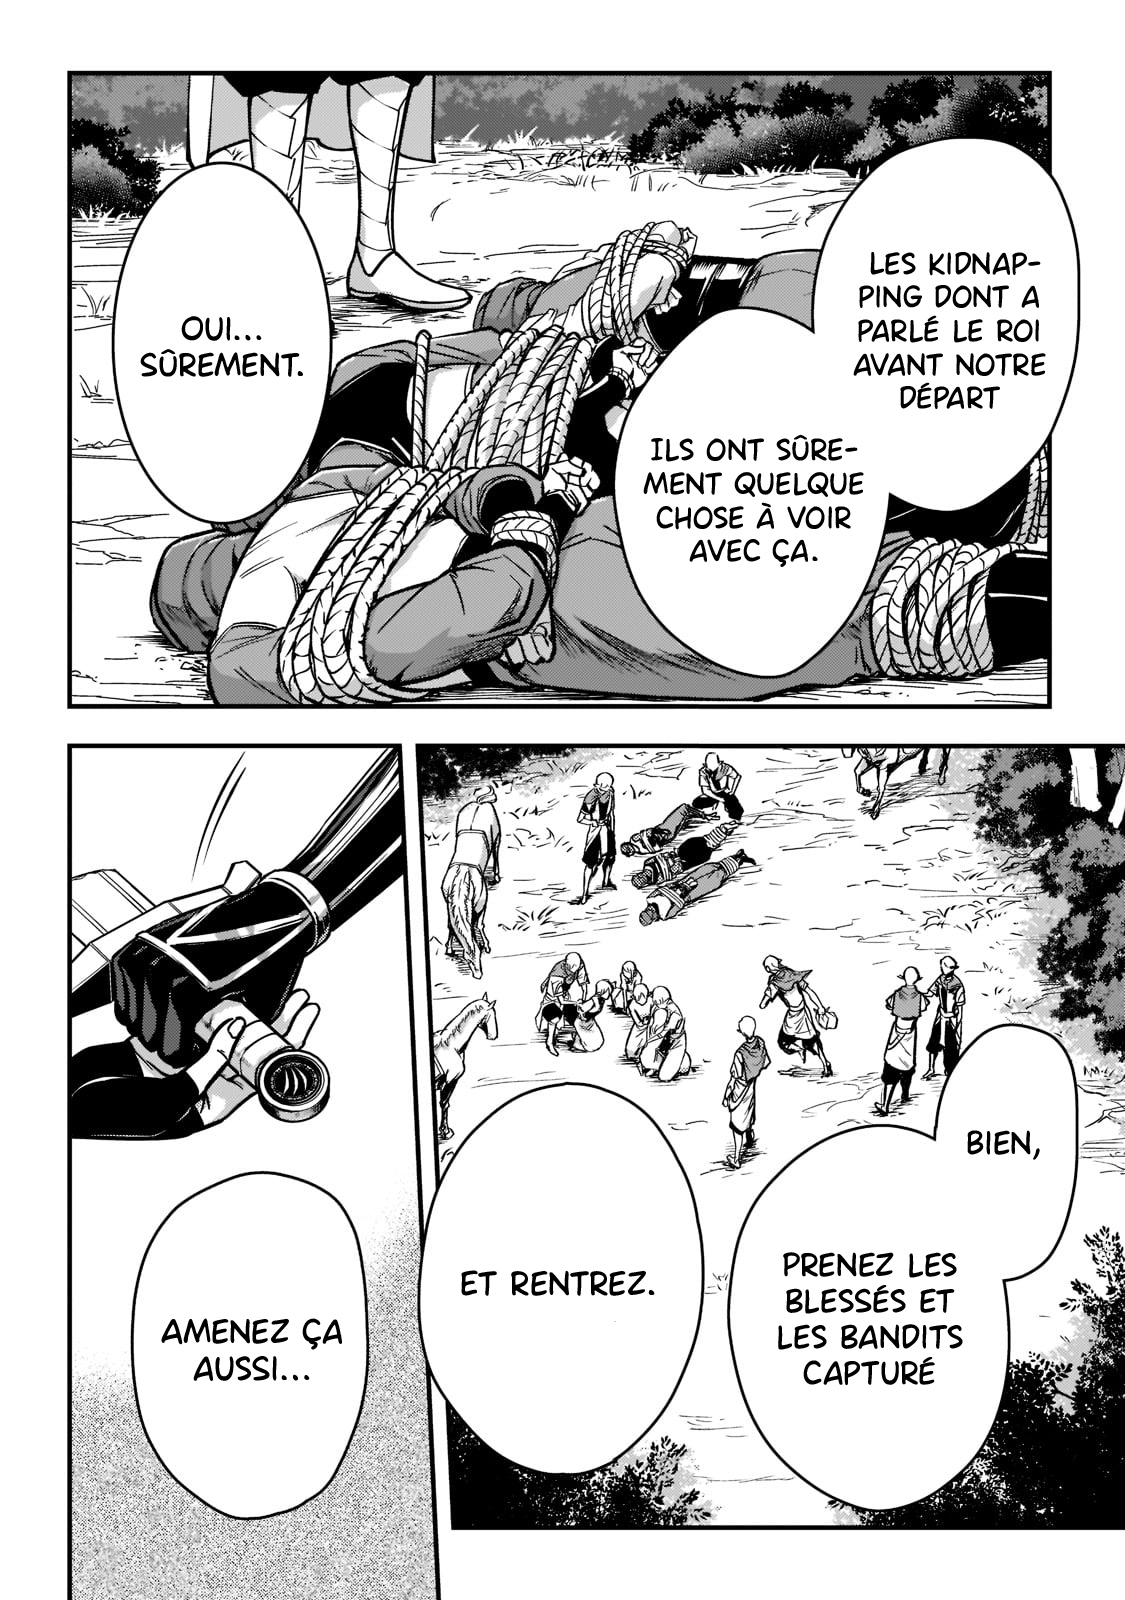 LES KIDNAP-
PING DONT A
PARLÉ LE ROI
AVANT NOTRE
DÉPART
ILS ONT SÛRE-
MENT QUELQUE
CHOSE À VOIR
AVEC ÇA.
OUI...
SÛREMENT.
BIEN,
PRENEZ LES
BLESSÉS ET
LES BANDITS
CAPTURÉ
ET RENTREZ.
AMENEZ ÇA
AUSSI...